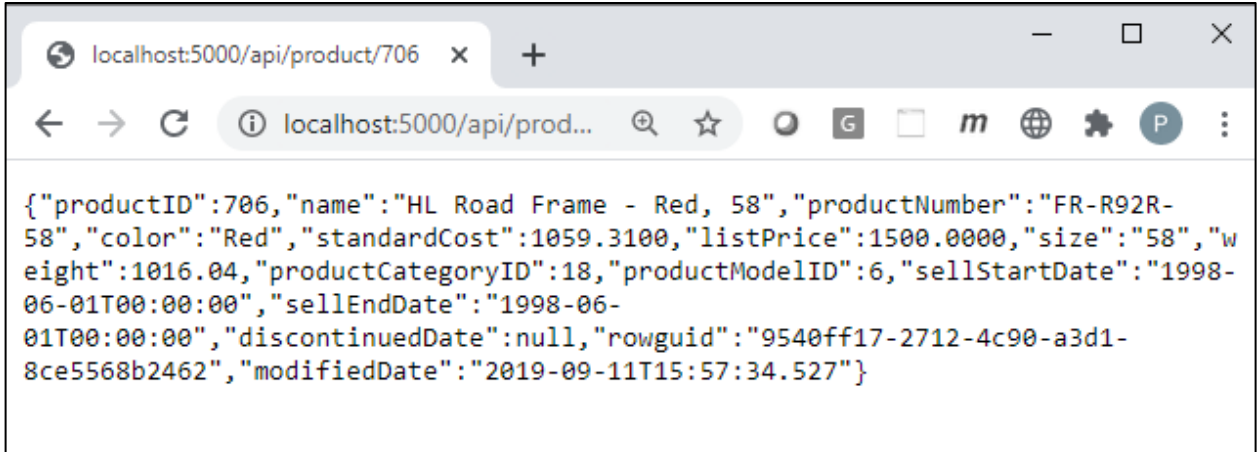 localhost:5000/api/product/706
localhost:5000/api/prod...
G
m
P
{"productID":706,"name":"HL Road Frame - Red, 58","productNumber":"FR-R92R-
58","color":"Red","standardCost":1059.3100,"listPrice":1500.0000,"size":"58","w
eight":1016.04,"productCategoryID":18,"productModelID":6,"sellStartDate":"1998-
06-01T00:00:00","sellEndDate":"1998-06-
01T00:00:00","discontinuedDate":null,"rowguid":"9540ff17-2712-4c90-a3d1-
8ce5568b2462","modifiedDate":"2019-09-11T15:57:34.527"}